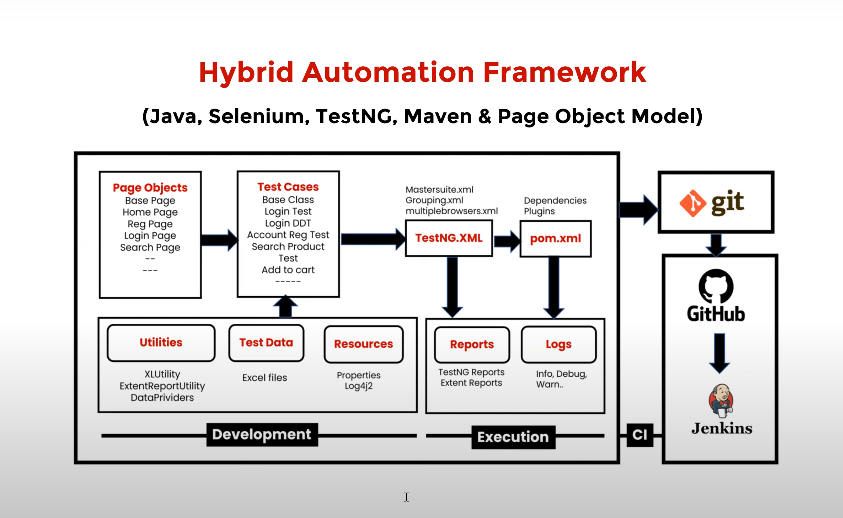 Hybrid Automation Framework
(Java, Selenium, TestNG, Maven & Page Object Model)
Page Objects
Base Page
Home Page
Reg Page
Login Page
Search Page
--
---
Test Cases
Base Class
Login Test
Login DDT
Account Reg Test
Search Product
Test
Add to cart
-----
Mastersuite.xml
Grouping.xml
multiplebrowsers.xml
TestNG.XML
Dependencies
Plugins
pom.xml
git
Utilities
XLUtility
ExtentReportUtility
DataPrividers
Test Data
Excel files
Resources
Properties
Log4j2
Reports
TestNG Reports
Extent Reports
Logs
Info, Debug,
Warn..
GitHub
Jenkins
Development
Execution
CI